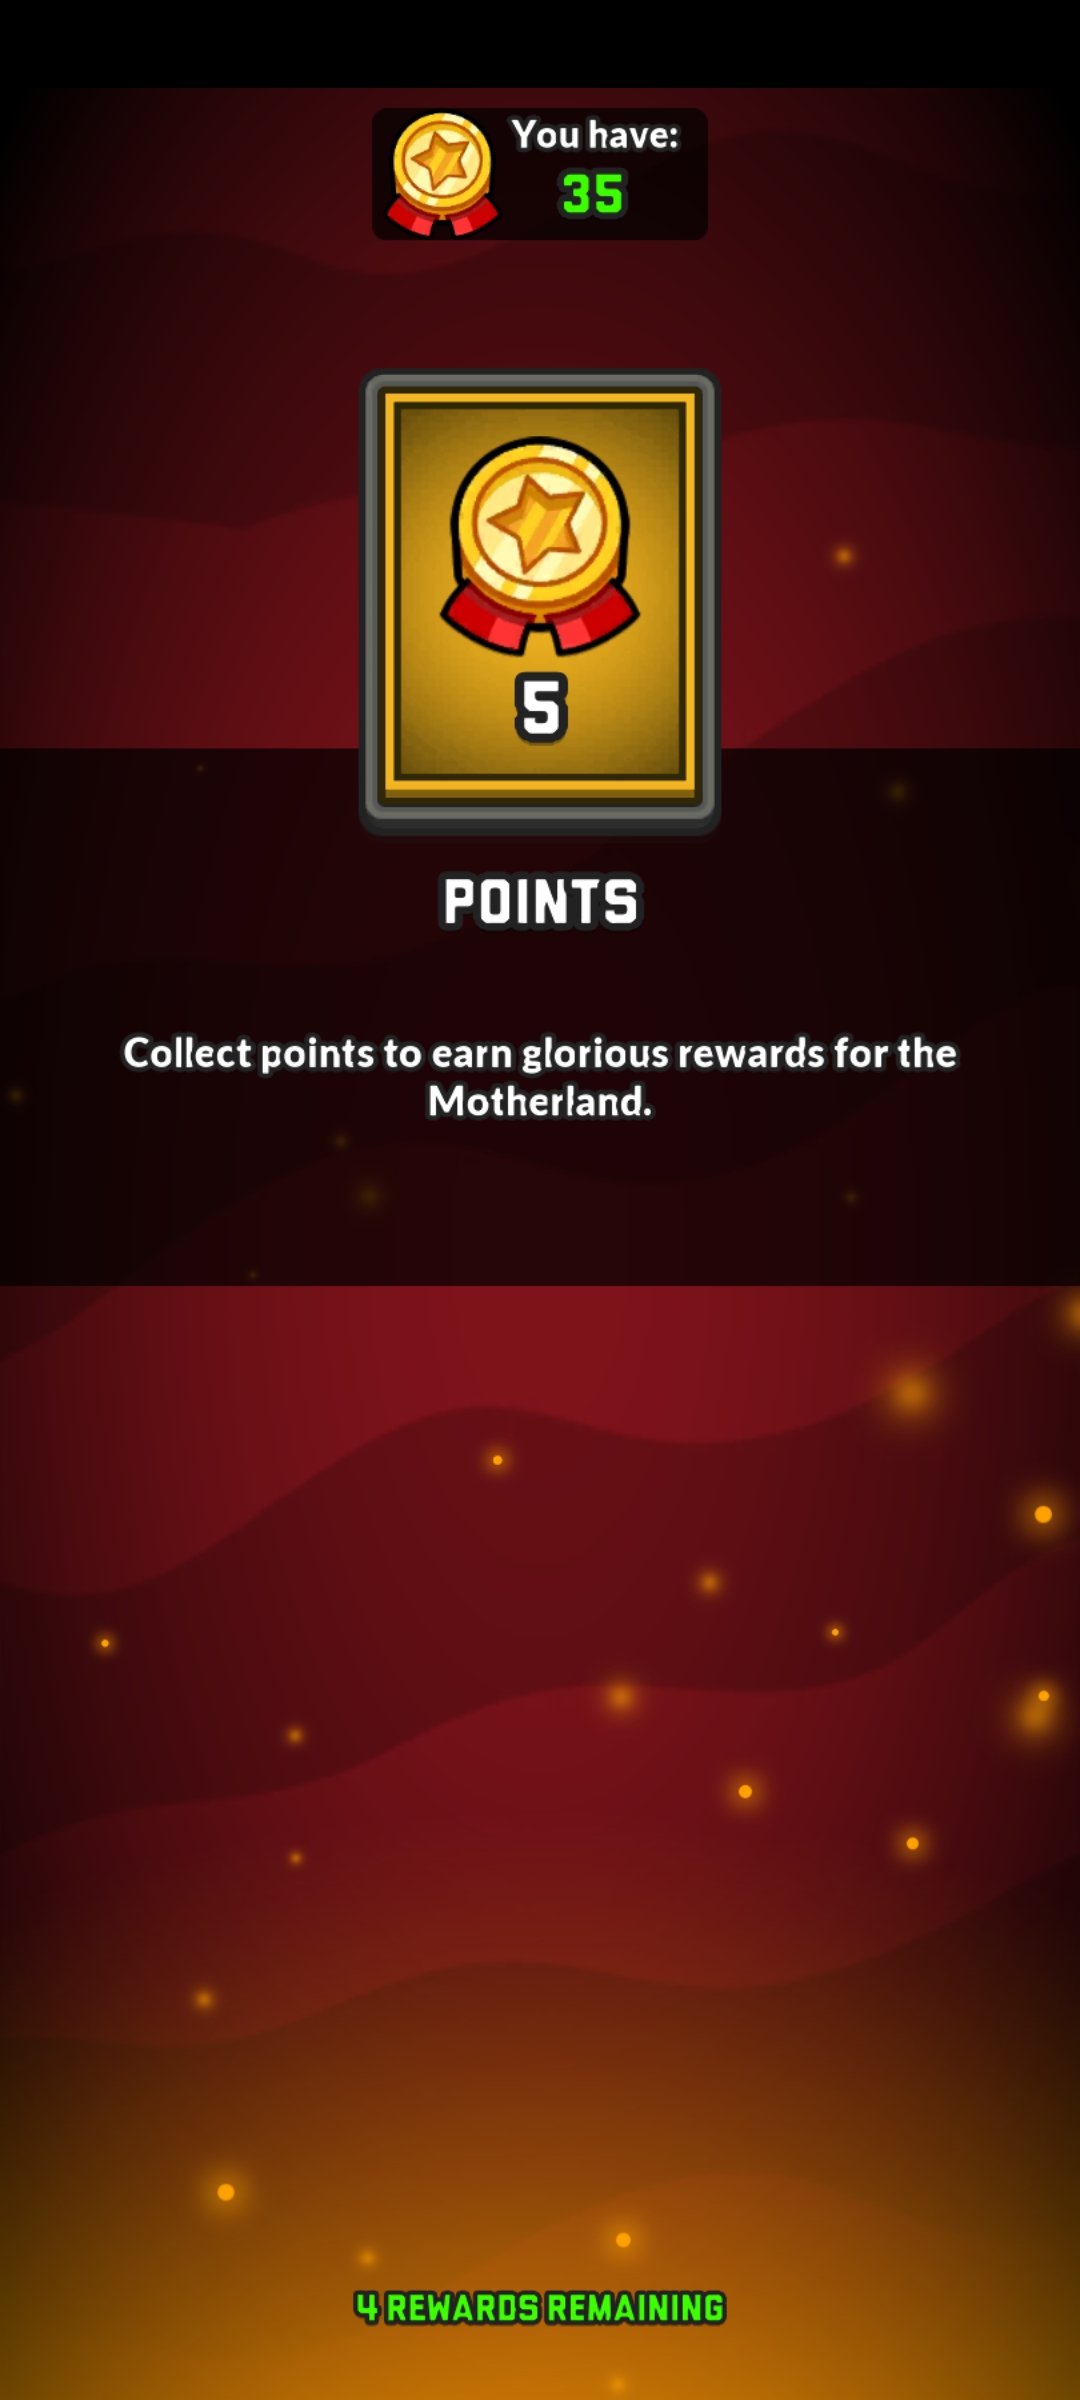 You have:
35
5
POINTS
Collect points to earn glorious rewards for the
Motherland.
4 REWARDS REMAINING